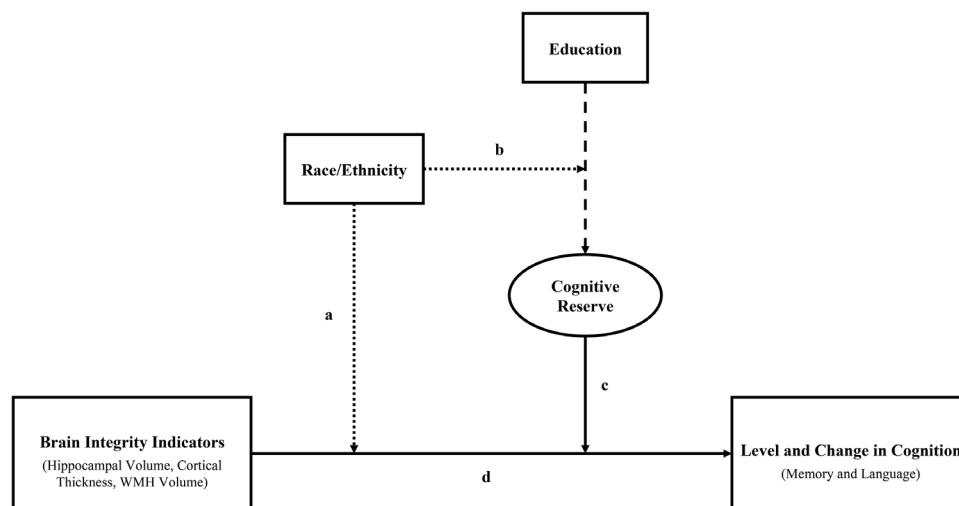 Education
b
Race/Ethnicity
Cognitive
Reserve
a
c
Brain Integrity Indicators
(Hippocampal Volume, Cortical
Thickness, WMH Volume)
d
Level and Change in Cognition
(Memory and Language)